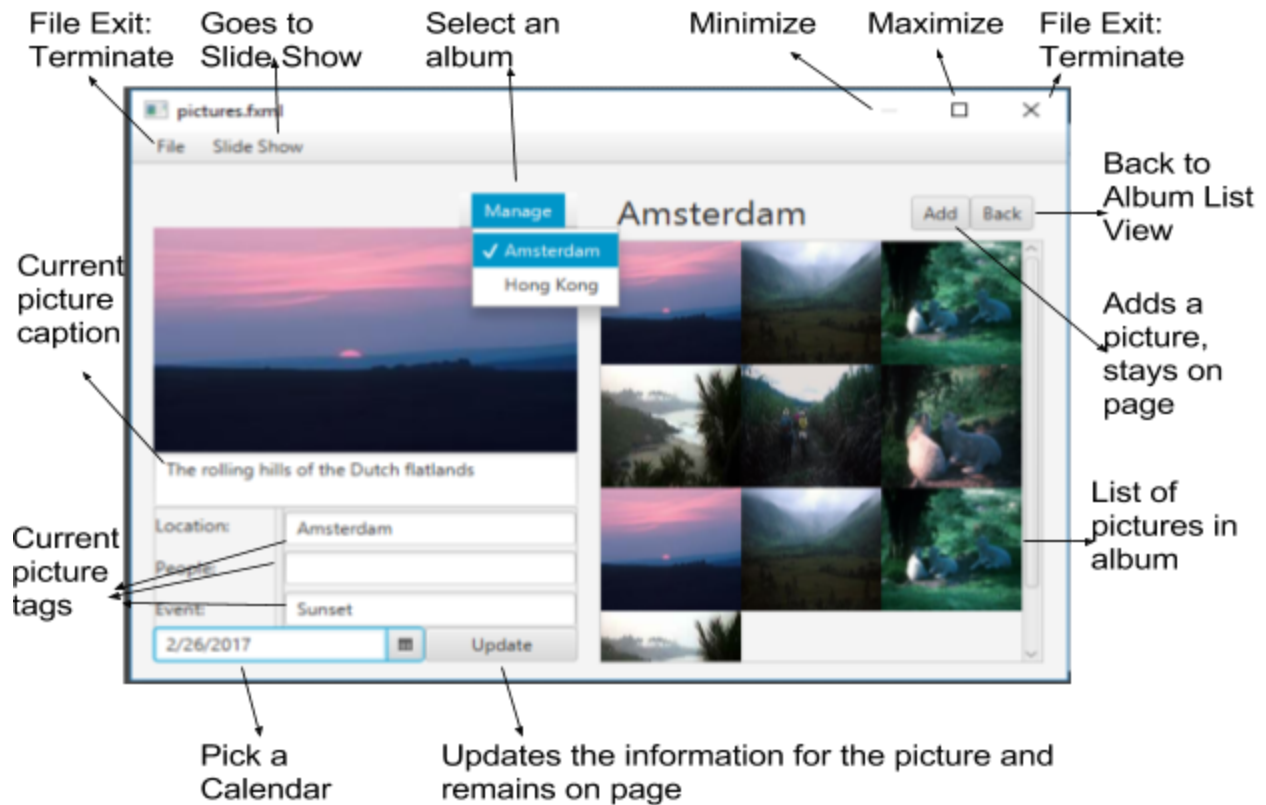 File Exit:
Terminate
Goes to
Slide Show
Select an
album
Minimize
Maximize
File Exit:
Terminate
pictures.fxml
File
Slide Show
Back to
Album List
View
Manage
Amsterdam
Add
Back
✓ Amsterdam
Hong Kong
Current
picture
caption
Adds a
picture,
stays on
page
The rolling hills of the Dutch flatlands
List of
pictures in
album
Current
picture
tags
Location:
Amsterdam
People:
Event:
Sunset
2/26/2017
Update
Pick a
Calendar
Updates the information for the picture and
remains on page